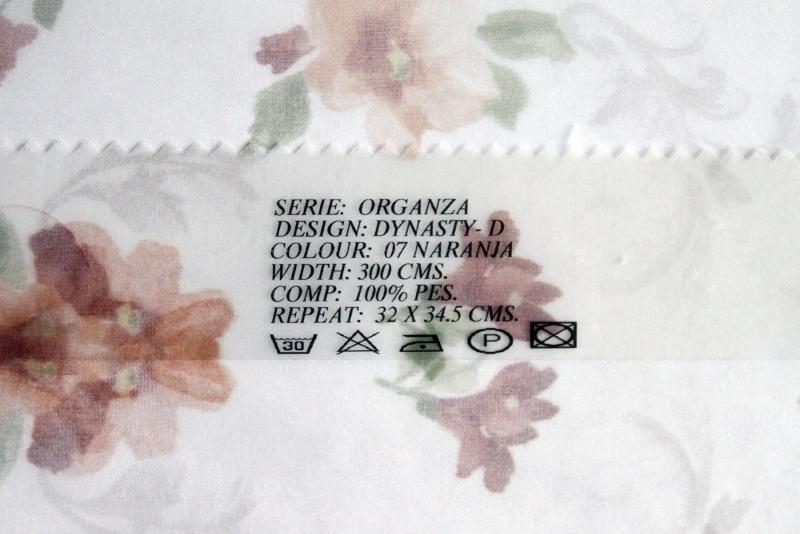 SERIE: ORGANZA
DESIGN: DYNASTY- D
COLOUR: 07 NARANJA
WIDTH: 300 CMS.
COMP: 100% PES.
REPEAT: 32 X 34.5 CMS.
30 P